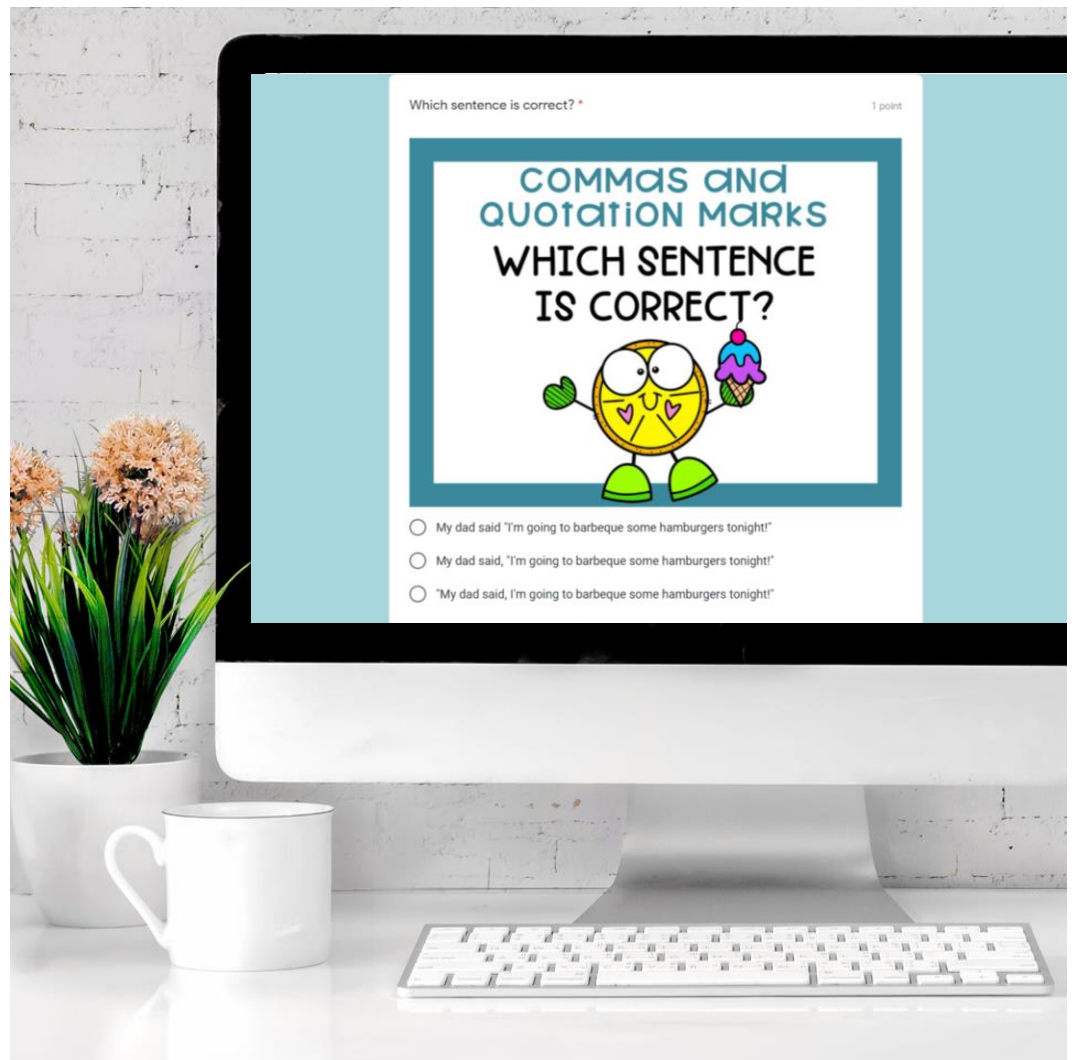 Which sentence is correct? *
1 point
COMMAS AND
QUOTATION MARKS
WHICH SENTENCE
IS CORRECT?
My dad said "I'm going to barbeque some hamburgers tonight!"
My dad said, "I'm going to barbeque some hamburgers tonight!"
"My dad said, I'm going to barbeque some hamburgers tonight!"